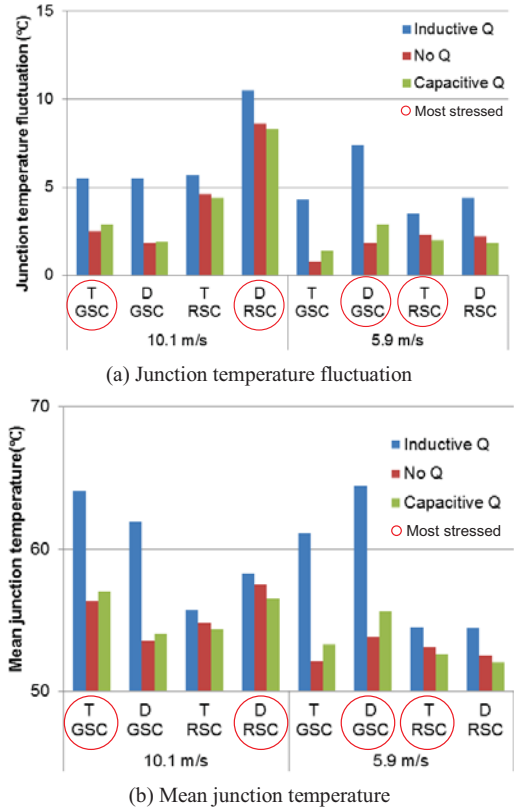 Junction temperature fluctuation (℃)
15
10
5
0
Inductive Q
No Q
Capacitive Q
Most stressed
T D T D T D T D
GSC GSC RSC RSC GSC GSC RSC RSC
10.1 m/s 5.9 m/s
(a) Junction temperature fluctuation
Mean junction temperature(℃)
70
60
50
Inductive Q
No Q
Capacitive Q
Most stressed
T D T D T D T D
GSC GSC RSC RSC GSC GSC RSC RSC
10.1 m/s 5.9 m/s
(b) Mean junction temperature